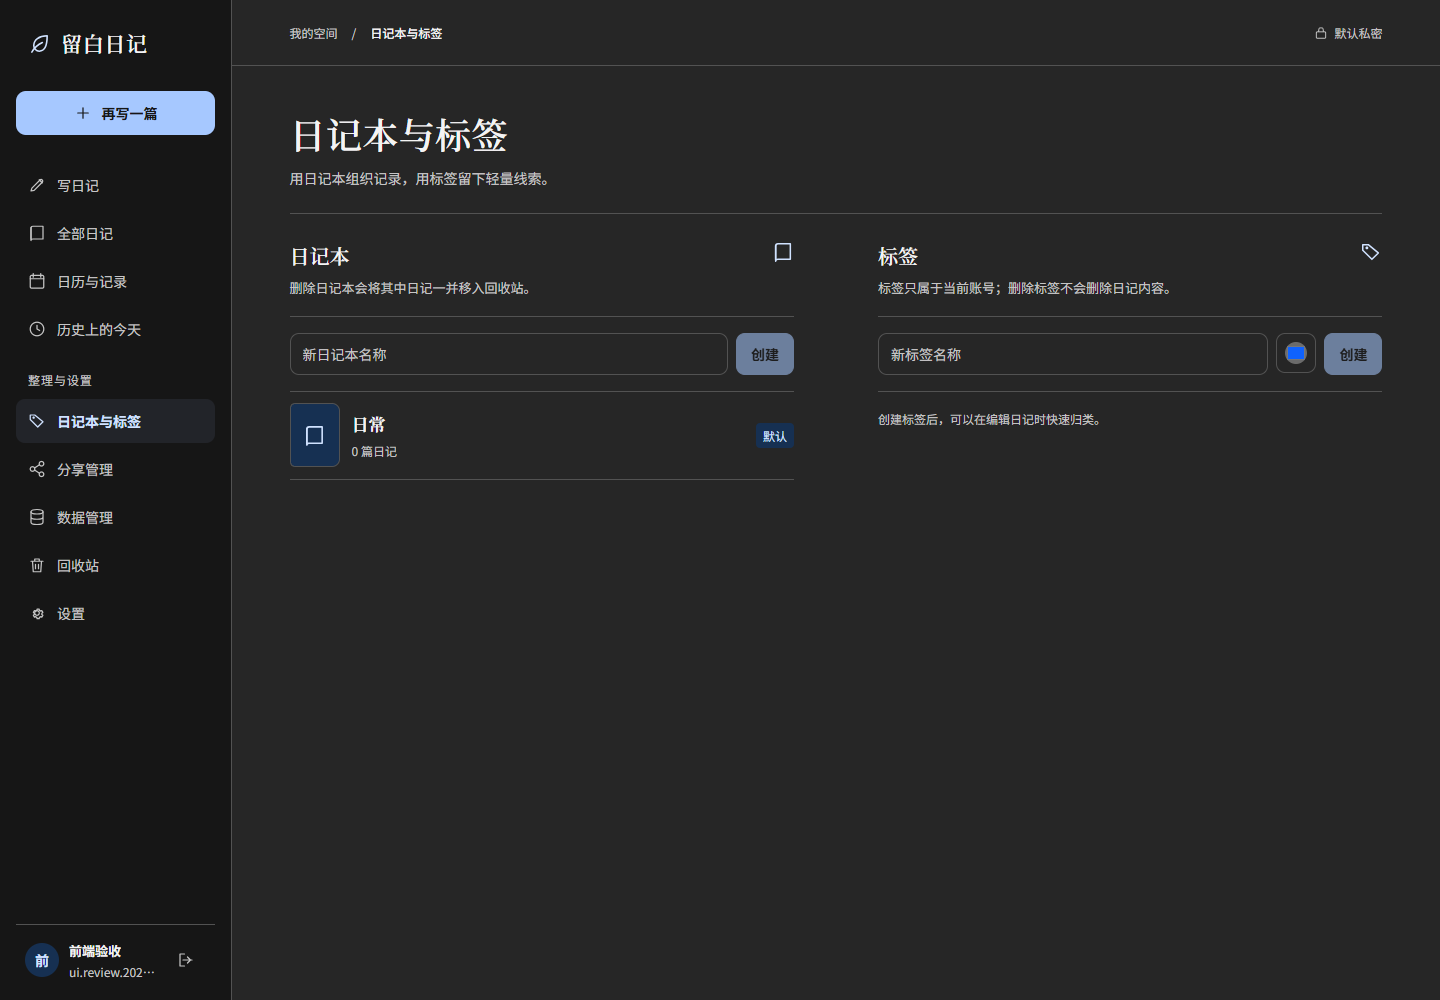 留白日记
再写一篇
写日记
全部日记
日历与记录
历史上的今天
整理与设置
日记本与标签
分享管理
数据管理
回收站
设置
前
前端验收
ui.review.202···
我的空间 / 日记本与标签
默认私密
日记本与标签
用日记本组织记录，用标签留下轻量线索。
日记本
删除日记本会将其中日记一并移入回收站。
新日记本名称
创建
日常
0 篇日记
默认
标签
标签只属于当前账号；删除标签不会删除日记内容。
新标签名称
创建
创建标签后，可以在编辑日记时快速归类。